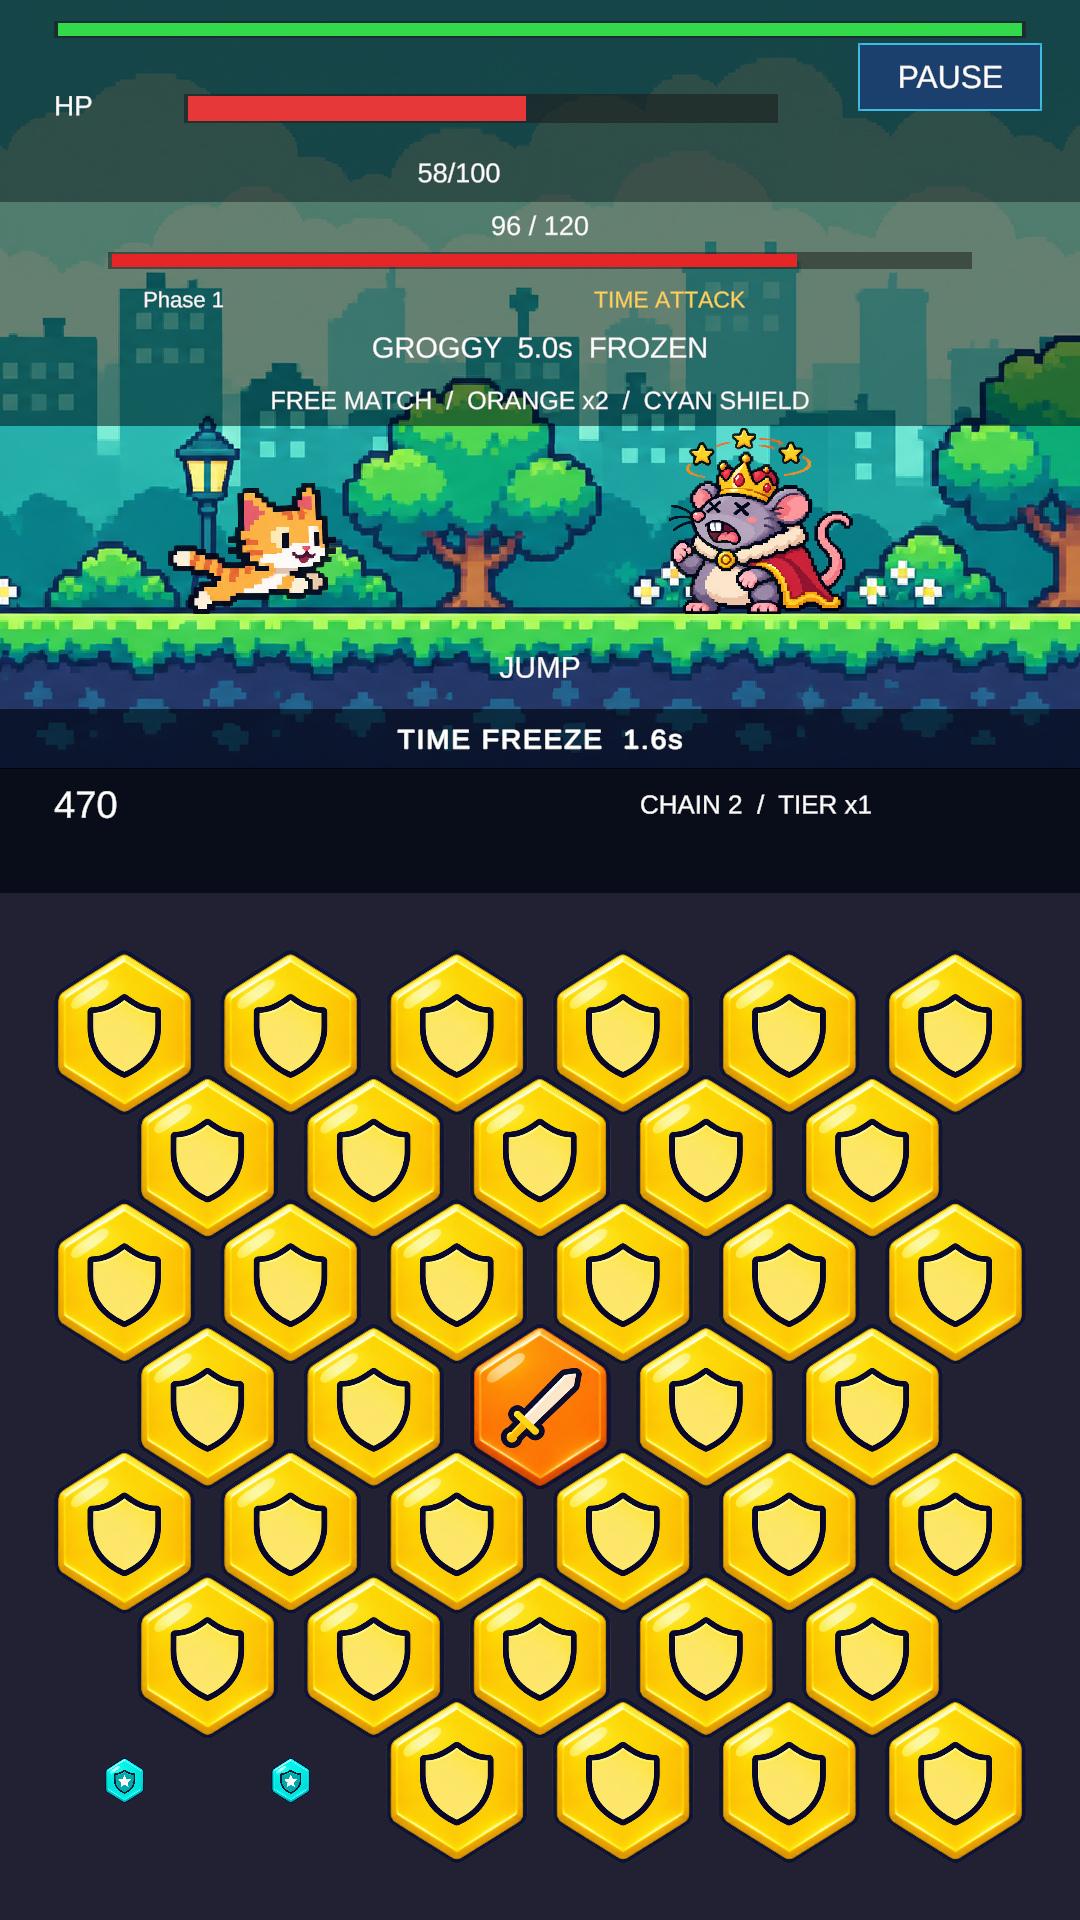 PAUSE
HP
58/100
96 / 120
Phase 1
TIME ATTACK
GROGGY 5.0s FROZEN
FREE MATCH / ORANGE x2 / CYAN SHIELD
JUMP
TIME FREEZE 1.6s
470
CHAIN 2 / TIER x1